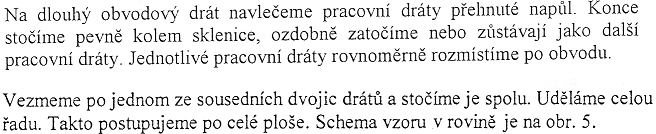 Na dlouhý obvodový drát navlečeme pracovní dráty přehnuté napůl. Konce
stočíme pevně kolem sklenice, ozdobně zatočíme nebo zůstávají jako další
pracovní dráty. Jednotlivé pracovní dráty rovnoměrně rozmístíme po obvodu.
Vezmeme po jednom ze sousedních dvojic drátů a stočíme je spolu. Uděláme celou
řadu. Takto postupujeme po celé ploše. Schema vzoru v rovině je na obr. 5.